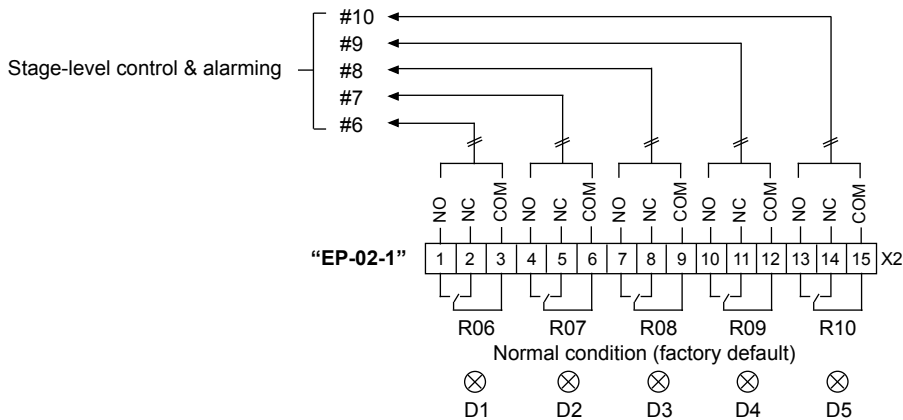 #10
#9
Stage-level control & alarming
#8
#7
#6
NO NC COM NO NC COM NO NC COM NO NC COM NO NC COM
“EP-02-1” 1 2 3 4 5 6 7 8 9 10 11 12 13 14 15 X2
R06 R07 R08 R09 R10
Normal condition (factory default)
D1 D2 D3 D4 D5